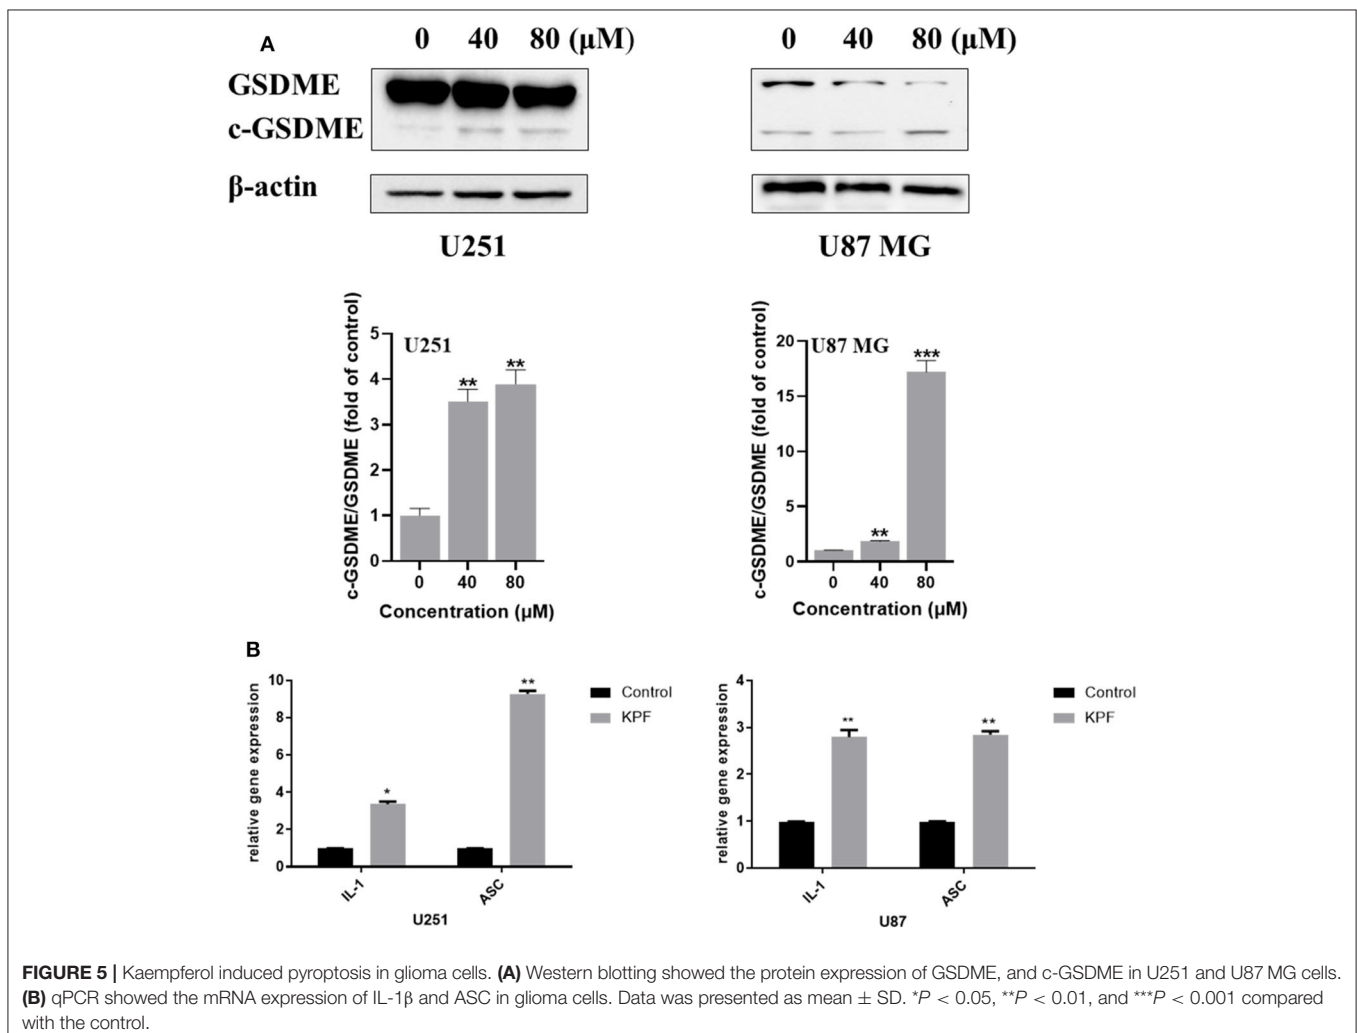 A
0 40 80 (μM)
0 40 80 (μM)
GSDME
c-GSDME
β-actin
U251
U87 MG
c-GSDME/GSDME (fold of control)
5
4
3
2
1
0
U251
**
**
0 40 80
Concentration (μM)
c-GSDME/GSDME (fold of control)
20
15
10
5
0
U87 MG
**
***
0 40 80
Concentration (μM)
B
relative gene expression
10
8
6
4
2
0
*
**
IL-1
ASC
U251
Control
KPF
relative gene expression
4
3
2
1
0
**
**
IL-1
ASC
U87
Control
KPF
FIGURE 5 | Kaempferol induced pyroptosis in glioma cells. (A) Western blotting showed the protein expression of GSDME, and c-GSDME in U251 and U87 MG cells.
(B) qPCR showed the mRNA expression of IL-1β and ASC in glioma cells. Data was presented as mean ± SD. *P < 0.05, **P < 0.01, and ***P < 0.001 compared
with the control.